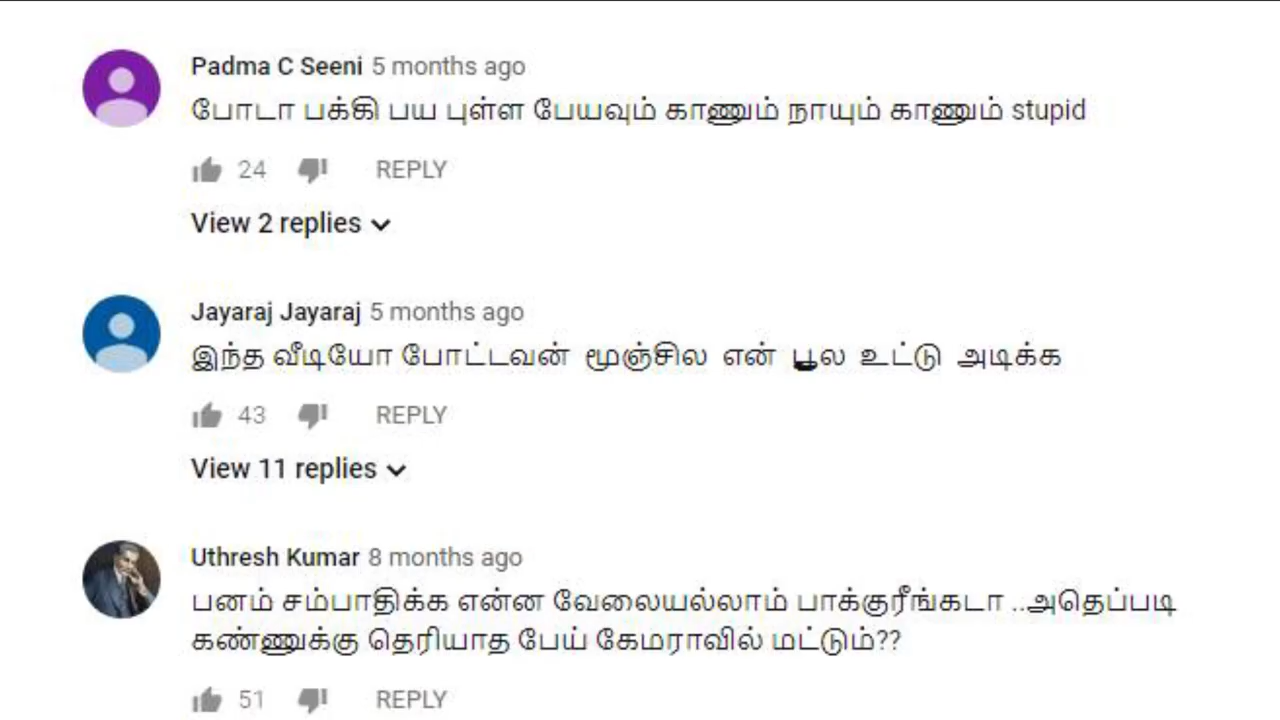 Padma C Seeni 5 months ago
போடா பக்கி பய புள்ள பேயவும் காணும் நாயும் காணும் stupid
24 REPLY
View 2 replies
Jayaraj Jayaraj 5 months ago
இந்த வீடியோ போட்டவன் மூஞ்சில என் பூல உட்டு அடிக்க
43 REPLY
View 11 replies
Uthresh Kumar 8 months ago
பனம் சம்பாதிக்க என்ன வேலையல்லாம் பாக்குரீங்கடா ..அதெப்படி
கண்ணுக்கு தெரியாத பேய் கேமராவில் மட்டும்??
51 REPLY